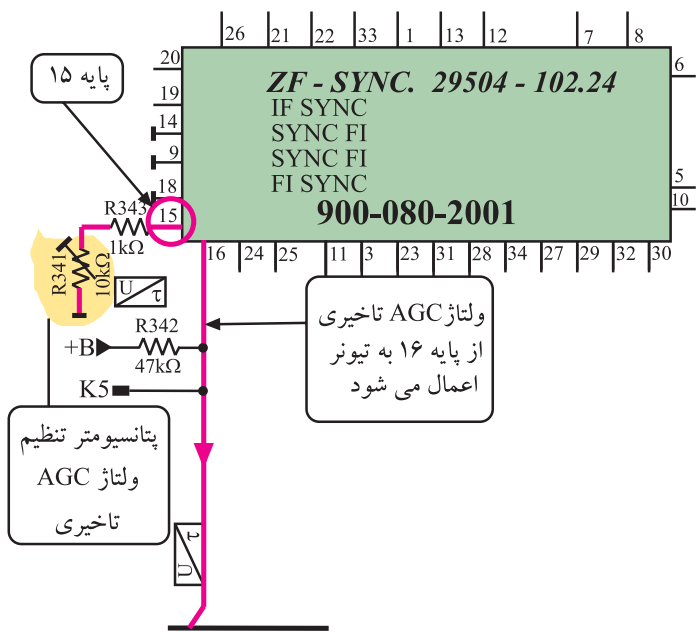 26 21 22 33 1 13 12 7 8
پایه ۱۵
20
19
14
9
18
15
6
5
10
ZF - SYNC. 29504 - 102.24
IF SYNC
SYNC FI
SYNC FI
FI SYNC
900-080-2001
16 24 25 11 3 23 31 28 34 27 29 32 30
R343
1kΩ
R341
10kΩ
U τ
R342
+B
47kΩ
K5
ولتاژ AGC تاخیری
از پایه ۱۶ به تیونر
اعمال می شود
پتانسیومتر تنظیم
ولتاژ AGC
تاخیری
τ
U